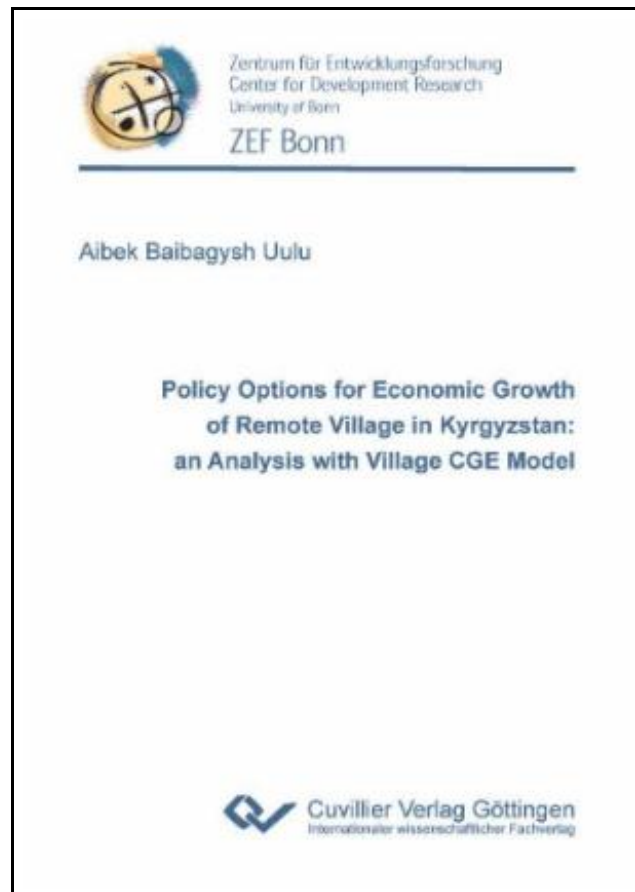 Zentrum für Entwicklungsforschung
Center for Development Research
University of Bonn
ZEF Bonn
Aibek Baibagysh Uulu
Policy Options for Economic Growth
of Remote Village in Kyrgyzstan:
an Analysis with Village CGE Model
Cuvillier Verlag Göttingen
Internationaler wissenschaftlicher Fachverlag